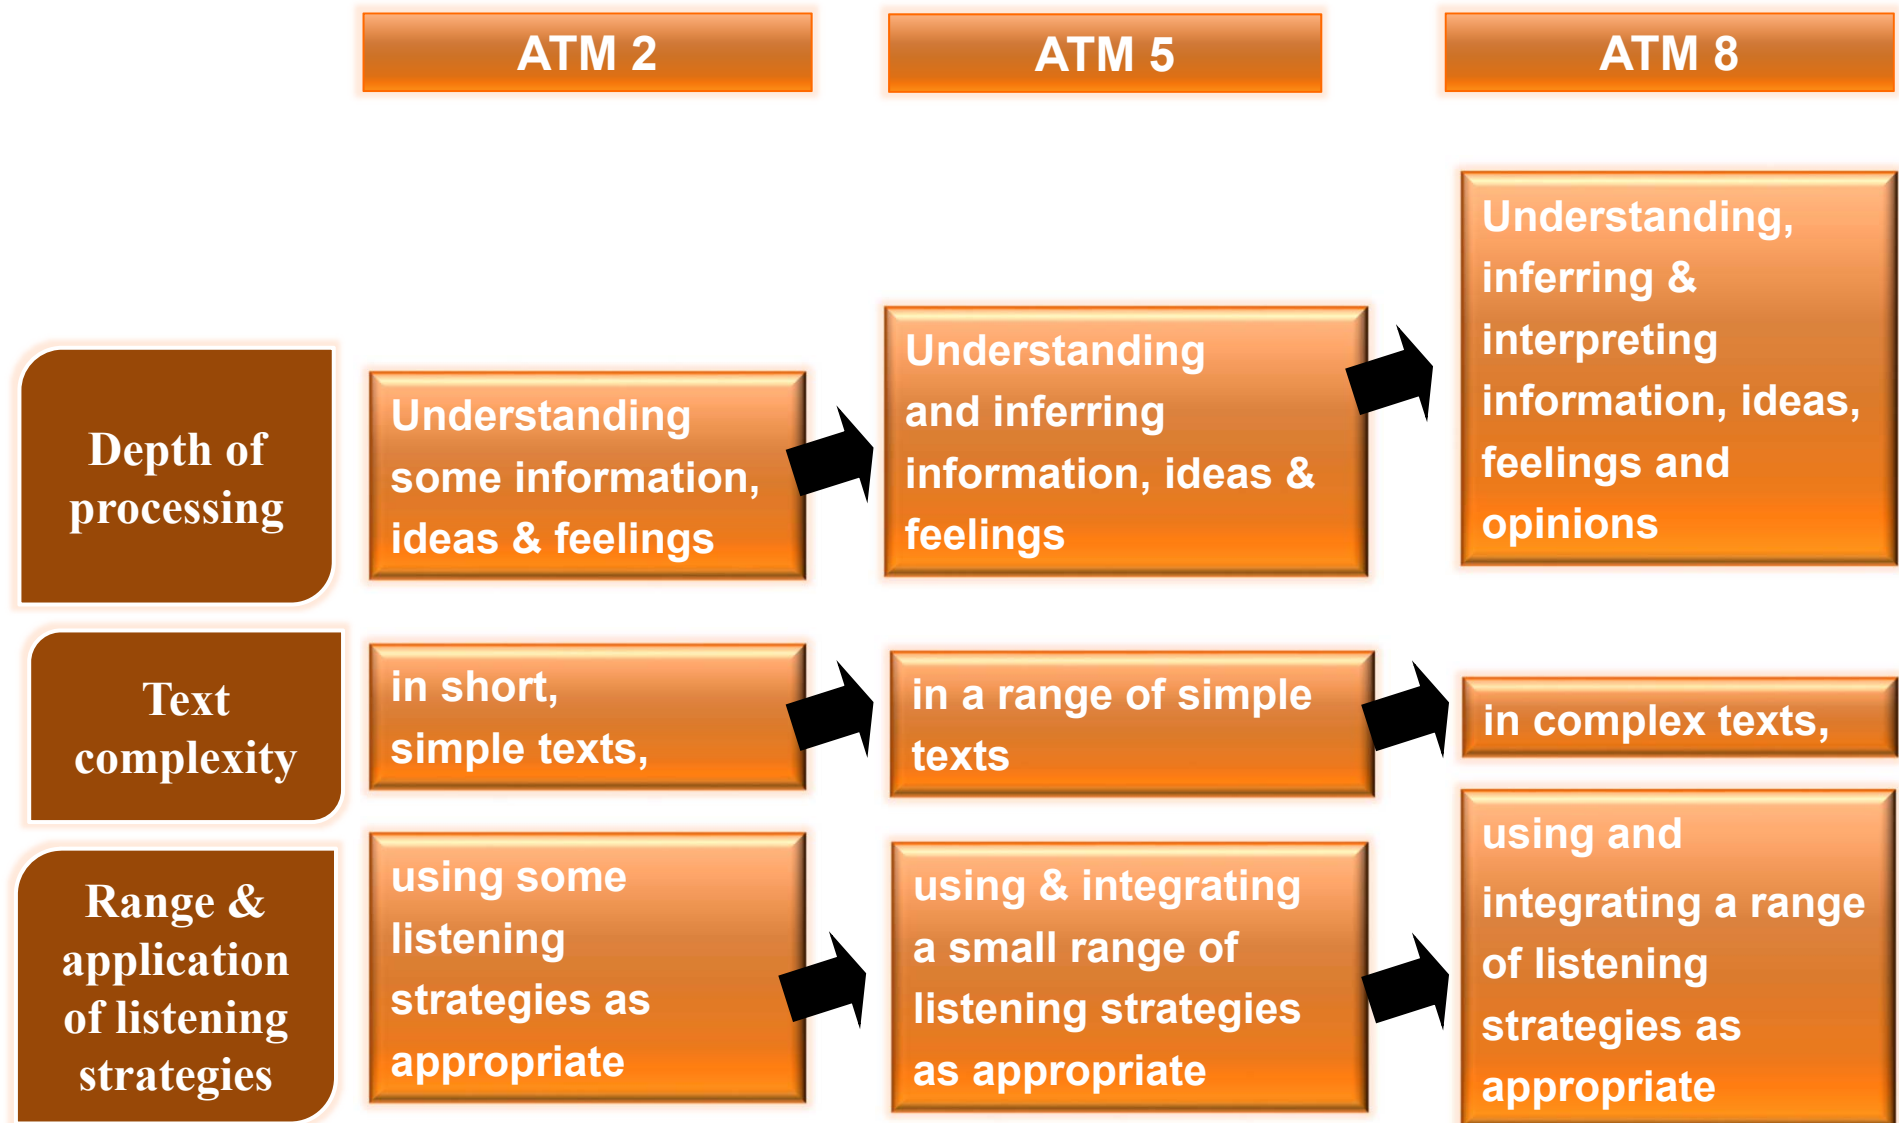 ATM 2
ATM 5
ATM 8
Depth of
processing
Understanding
some information,
ideas & feelings
Understanding
and inferring
information, ideas &
feelings
Understanding,
inferring &
interpreting
information, ideas,
feelings and
opinions
Text
complexity
in short,
simple texts,
in a range of simple
texts
in complex texts,
Range &
application
of listening
strategies
using some
listening
strategies as
appropriate
using & integrating
a small range of
listening strategies
as appropriate
using and
integrating a range
of listening
strategies as
appropriate